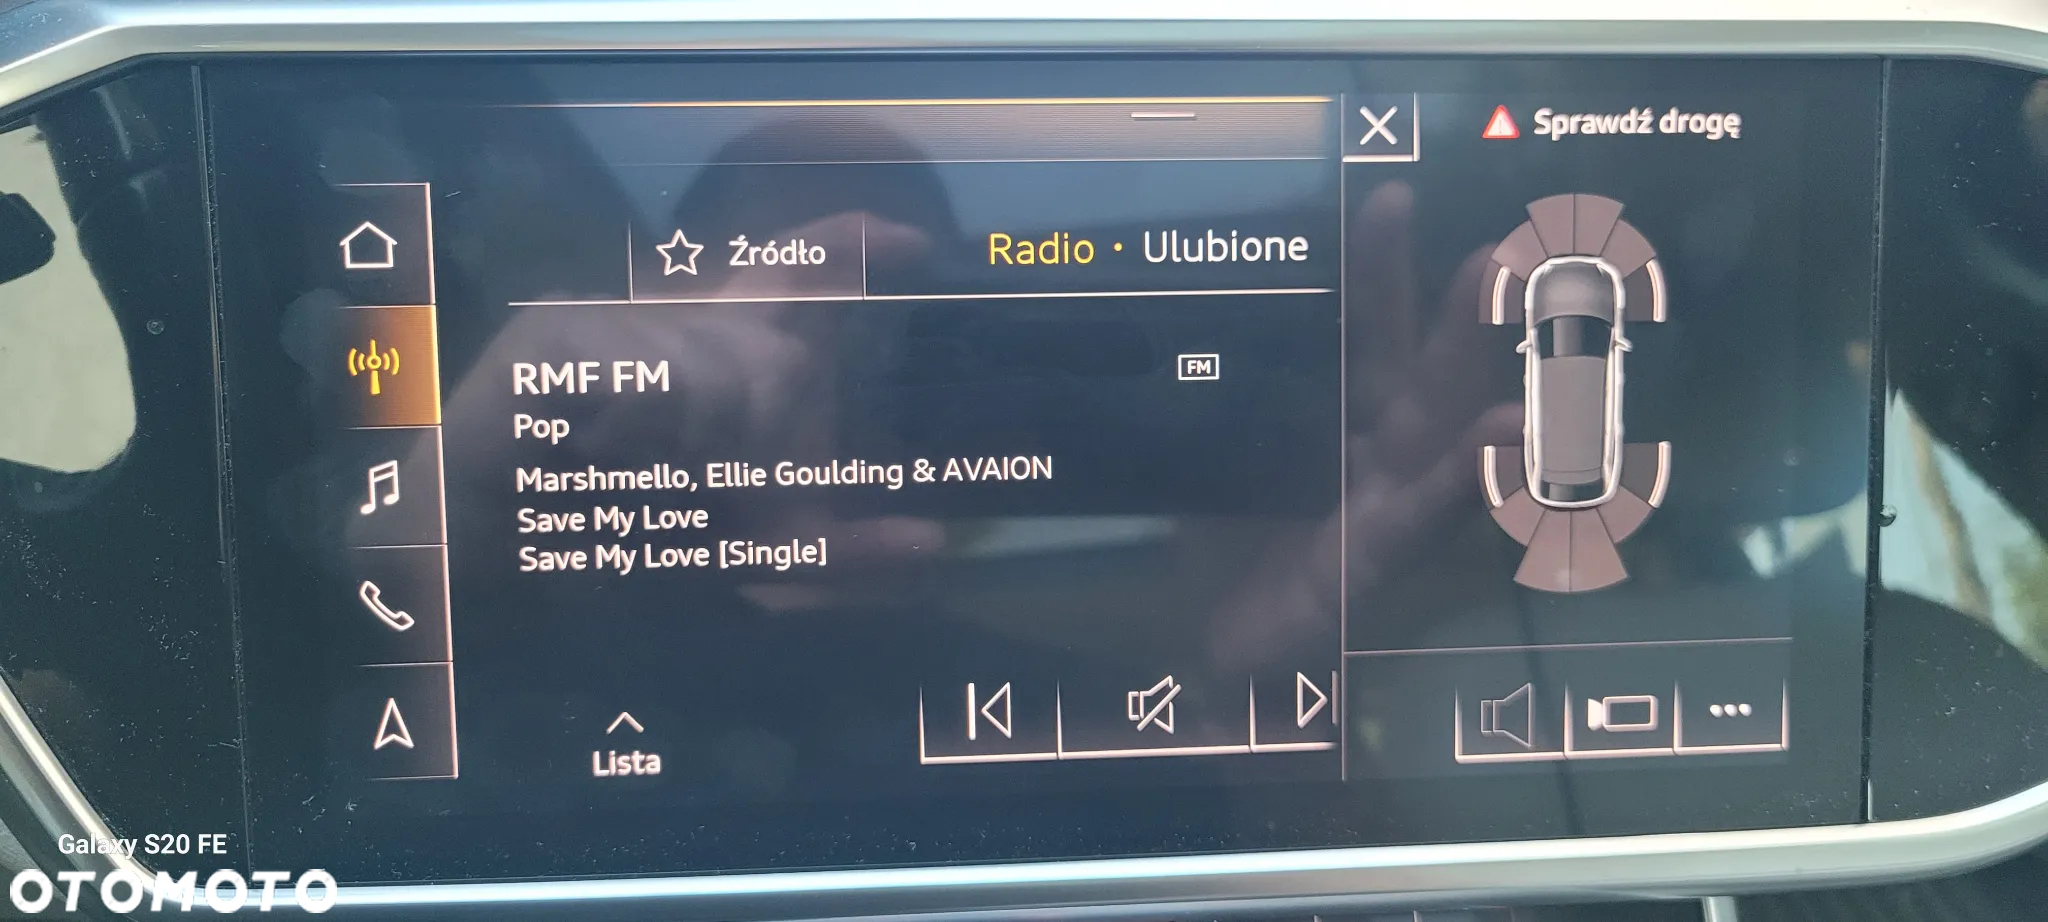 Sprawdź drogę
Źródło
Radio • Ulubione
RMF FM
FM
Pop
Marshmello, Ellie Goulding & AVAION
Save My Love
Save My Love [Single]
Lista
Galaxy S20 FE
OTOMOTO